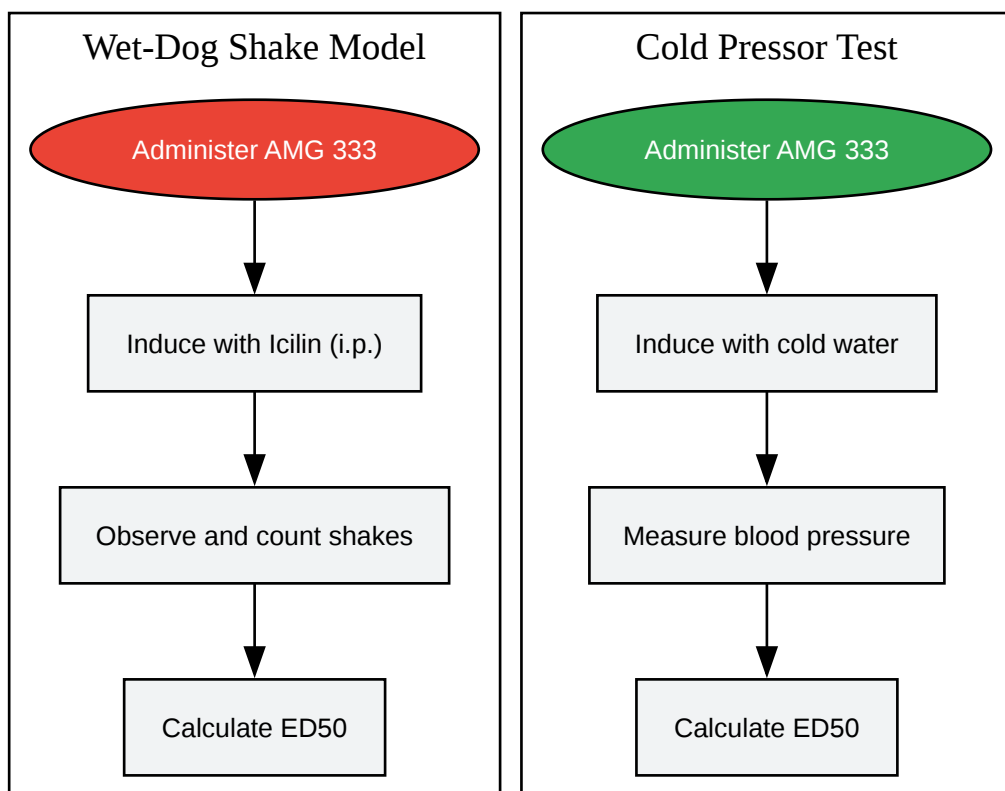 Wet-Dog Shake Model
Administer AMG 333
Induce with Icilin (i.p.)
Observe and count shakes
Calculate ED50
Cold Pressor Test
Administer AMG 333
Induce with cold water
Measure blood pressure
Calculate ED50